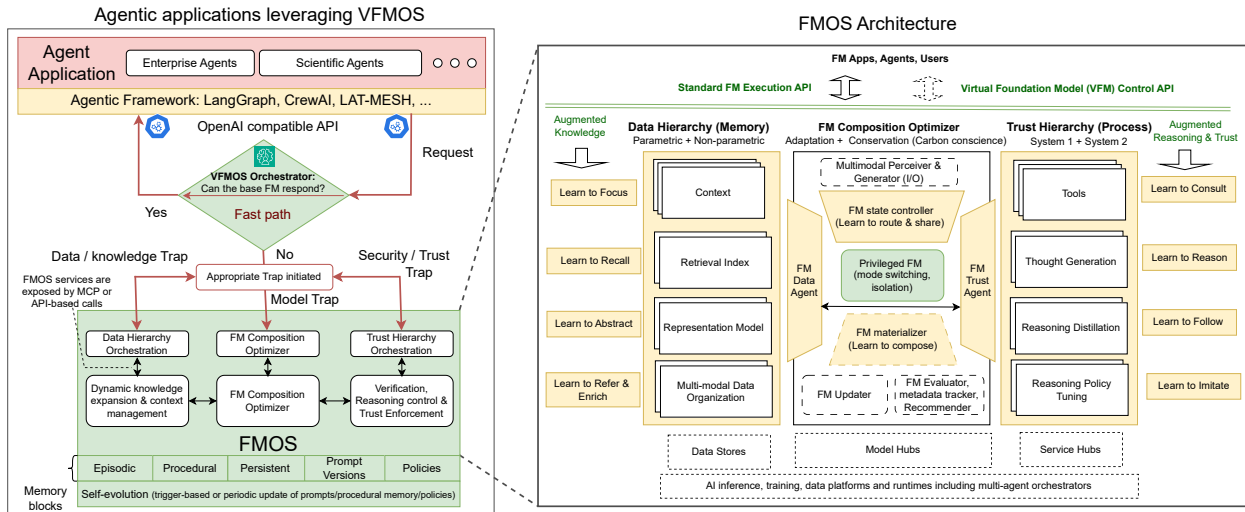 Agentic applications leveraging VFMOS
Agent
Application
Enterprise Agents
Scientific Agents
Agentic Framework: LangGraph, CrewAI, LAT-MESH, ...
OpenAI compatible API
Request
VFMOS Orchestrator:
Can the base FM respond?
Yes
Fast path
No
Data / knowledge Trap
Security / Trust
Trap
FMOS services are
exposed by MCP or
API-based calls
Appropriate Trap initiated
Model Trap
Data Hierarchy
Orchestration
FM Composition
Optimizer
Trust Hierarchy
Orchestration
Dynamic knowledge
expansion & context
management
FM Composition
Optimizer
Verification,
Reasoning control &
Trust Enforcement
FMOS
Episodic
Procedural
Persistent
Prompt
Versions
Policies
Memory
blocks
Self-evolution (trigger-based or periodic update of prompts/procedural memory/policies)
FMOS Architecture
FM Apps, Agents, Users
Standard FM Execution API
Virtual Foundation Model (VFM) Control API
Augmented
Knowledge
Data Hierarchy (Memory)
Parametric + Non-parametric
FM Composition Optimizer
Adaptation + Conservation (Carbon conscience)
Trust Hierarchy (Process)
System 1 + System 2
Augmented
Reasoning & Trust
Learn to Focus
Learn to Recall
Learn to Abstract
Learn to Refer &
Enrich
Context
Retrieval Index
Representation Model
Multi-modal Data
Organization
FM
Data
Agent
Multimodal Perceiver &
Generator (I/O)
FM state controller
(Learn to route & share)
Privileged FM
(mode switching,
isolation)
FM materializer
(Learn to compose)
FM Updater
FM Evaluator,
metadata tracker,
Recommender
FM
Trust
Agent
Tools
Thought Generation
Reasoning Distillation
Reasoning Policy
Tuning
Learn to Consult
Learn to Reason
Learn to Follow
Learn to Imitate
Data Stores
Model Hubs
Service Hubs
AI inference, training, data platforms and runtimes including multi-agent orchestrators